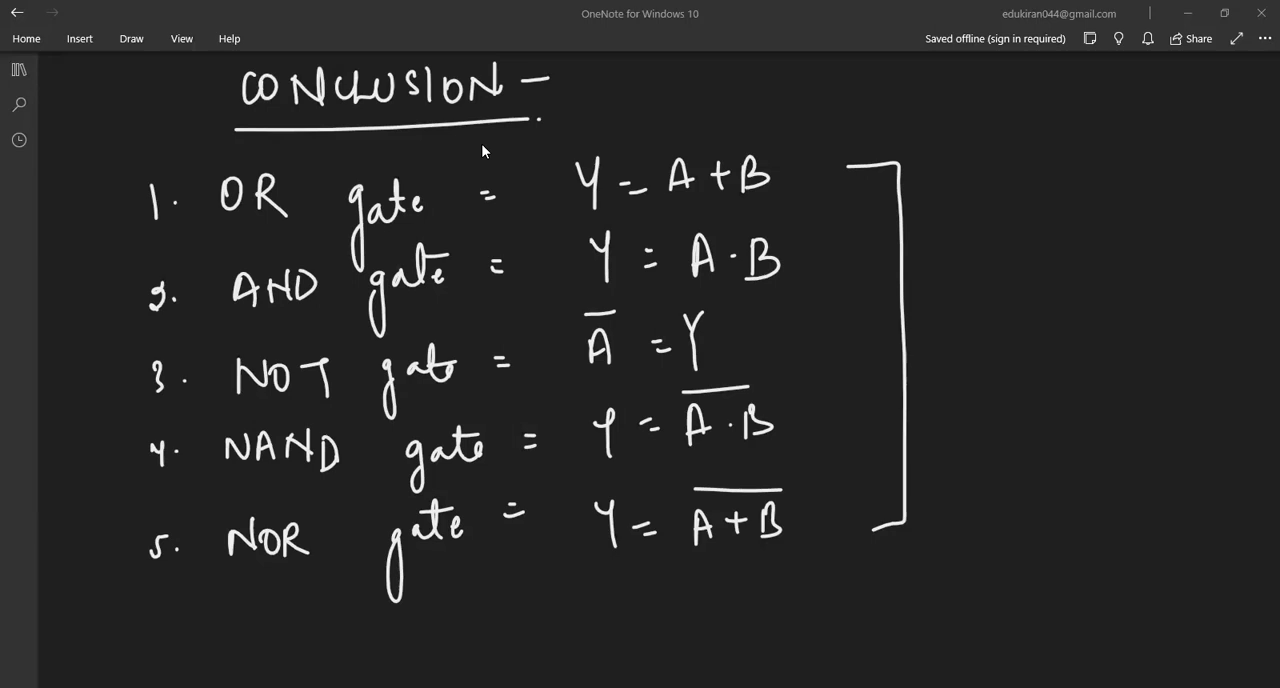 OneNote for Windows 10
edukiran044@gmail.com
Home Insert Draw View Help
Saved offline (sign in required) Share
CONCLUSION –
1. OR gate = Y = A + B
2. AND gate = Y = A · B
3. NOT gate = A̅ = Y
4. NAND gate = Y = A̅ ̅·̅ ̅B̅
5. NOR gate = Y = A̅ ̅+̅ ̅B̅